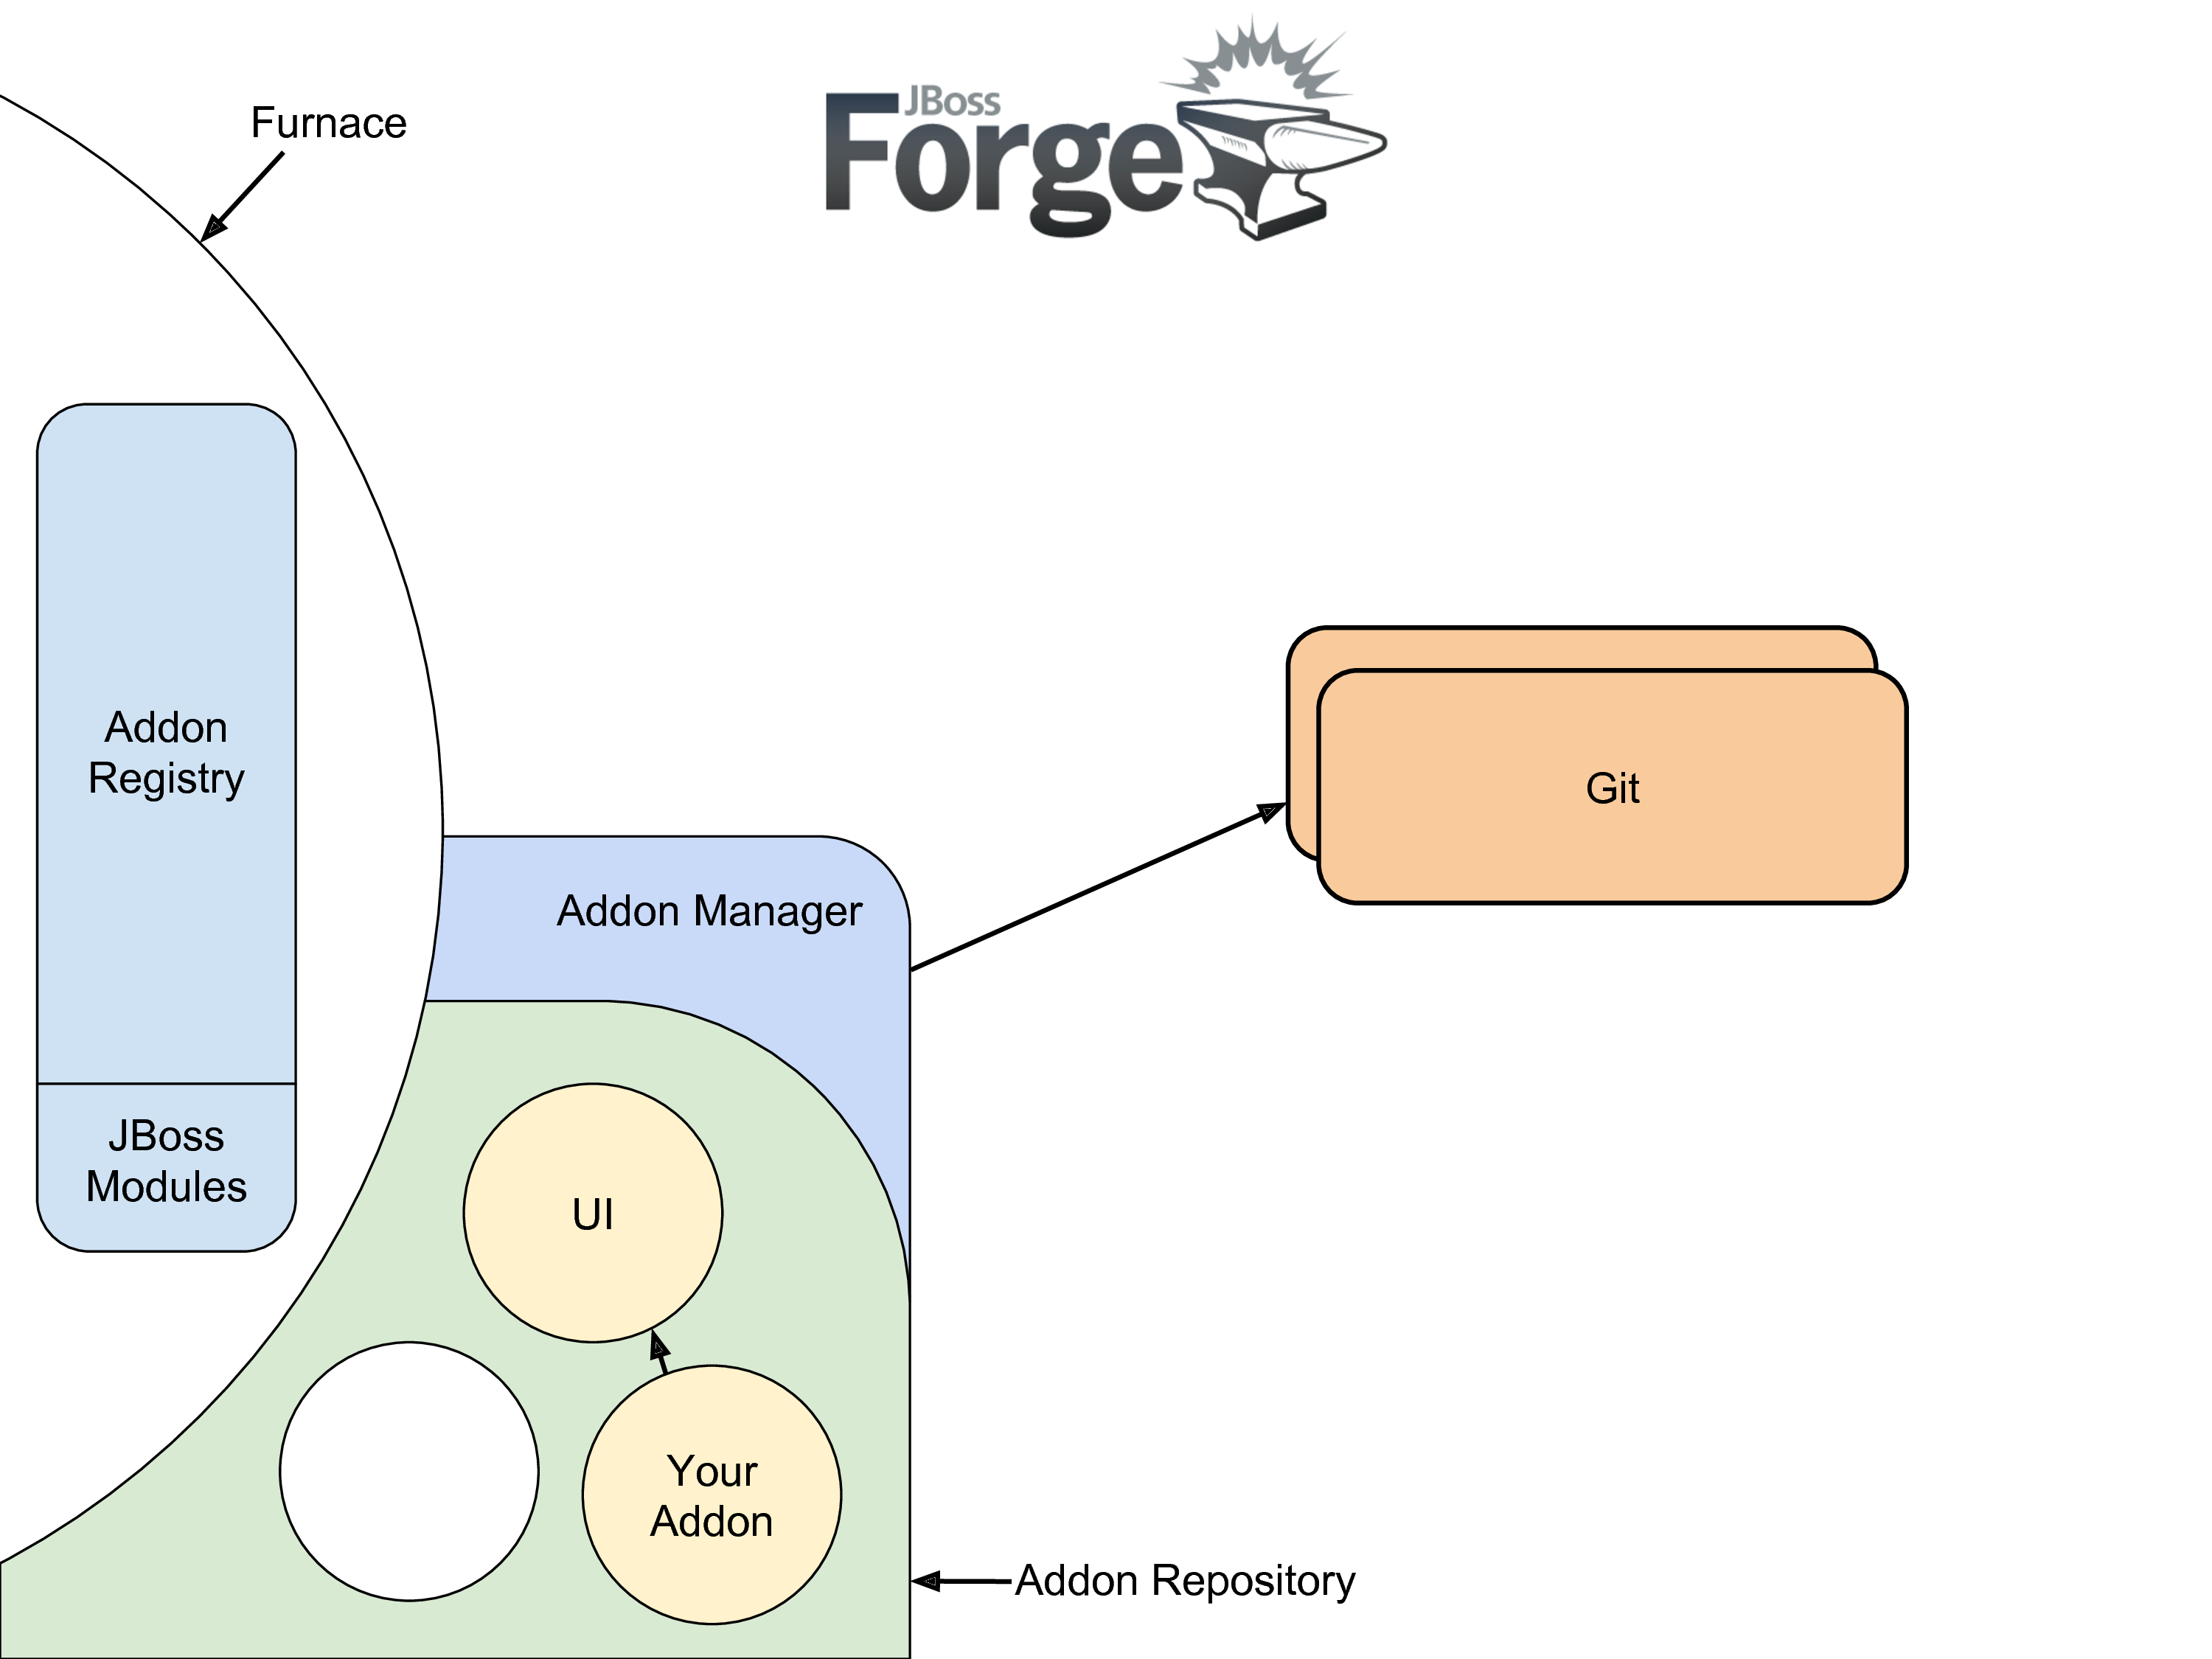 Furnace
JBoss
Forge
Addon
Registry
Git
Addon Manager
JBoss
Modules
UI
Your
Addon
Addon Repository